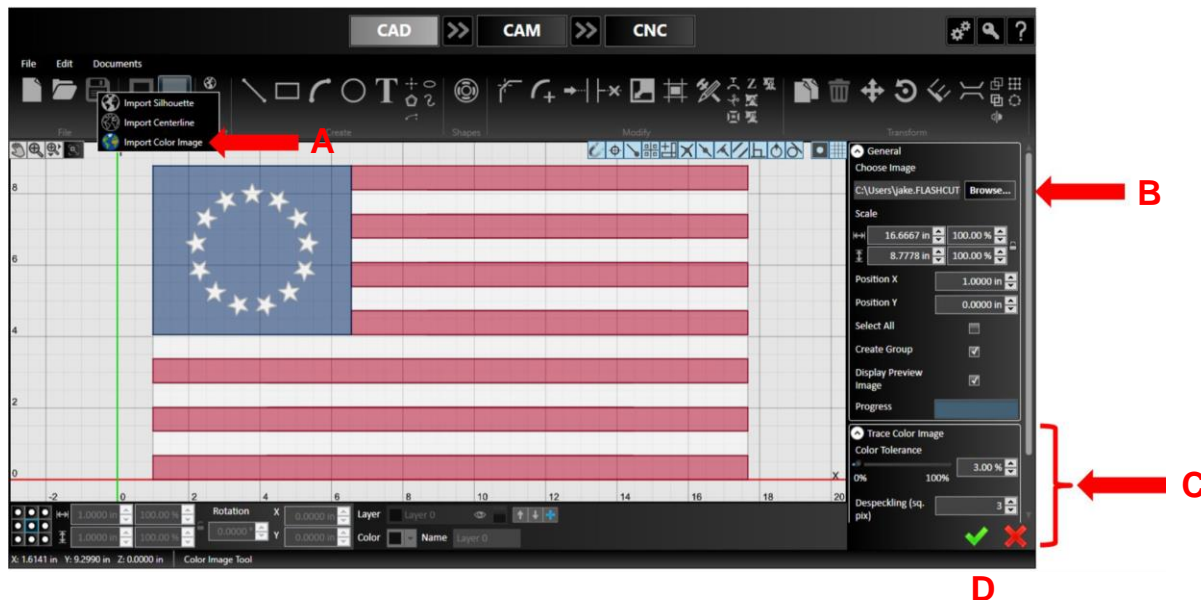 CAD CAM CNC ?
File Edit Documents
Import Silhouette
Import Centerline
Import Color Image
A
T
Z
File Create Shapes Modify Transform
General
Choose Image
C:\Users\jake.FLASHCUT Browse...
B
Scale
16.6667 in 100.00 %
8.7778 in 100.00 %
Position X 1.0000 in
Position Y 0.0000 in
Select All
Create Group
Display Preview
Image
Progress
Trace Color Image
Color Tolerance
3.00 %
0% 100%
Despeckling (sq.
pix) 3
C
8
6
4
2
0
X
-2 0 2 4 6 8 10 12 14 16 18 20
1.0000 in 100.00 % Rotation X 0.0000 in Layer Layer 0
1.0000 in 100.00 % 0.0000 ° Y 0.0000 in Color Name Layer 0
X: 1.6141 in Y: 9.2990 in Z: 0.0000 in Color Image Tool
D